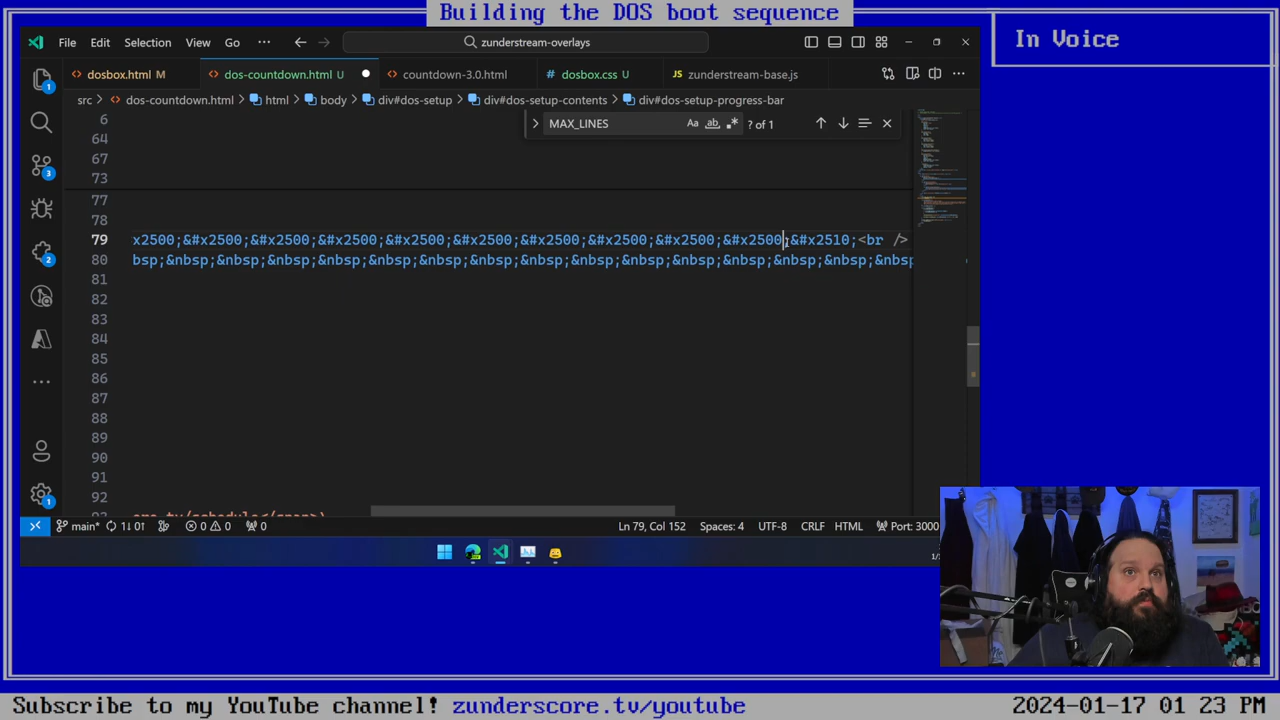 Building the DOS boot sequence
In Voice
File Edit Selection View Go ··· zunderstream-overlays
dosbox.html M dos-countdown.html U countdown-3.0.html dosbox.css U zunderstream-base.js
src > dos-countdown.html > html > body > div#dos-setup > div#dos-setup-contents > div#dos-setup-progress-bar
MAX_LINES Aa ab ? of 1
6
64
67
73
77
78
79 x2500;&#x2500;&#x2500;&#x2500;&#x2500;&#x2500;&#x2500;&#x2500;&#x2500;&#x2500;&#x2510;<br />
80 bsp;&nbsp;&nbsp;&nbsp;&nbsp;&nbsp;&nbsp;&nbsp;&nbsp;&nbsp;&nbsp;&nbsp;&nbsp;&nbsp;&nbsp;&nbsp
81
82
83
84
85
86
87
88
89
90
91
92
main* 1↓ 0↑ 0 0 0 Ln 79, Col 152 Spaces: 4 UTF-8 CRLF HTML Port: 3000
Subscribe to my YouTube channel! zunderscore.tv/youtube 2024-01-17 01 23 PM